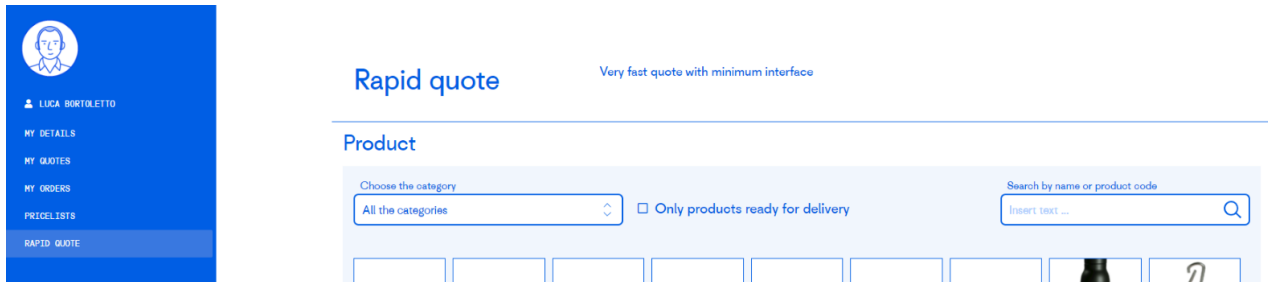 LUCA BORTOLETTO
MY DETAILS
MY QUOTES
MY ORDERS
PRICELISTS
RAPID QUOTE
Rapid quote
Very fast quote with minimum interface
Product
Choose the category
All the categories
Only products ready for delivery
Search by name or product code
Insert text ...